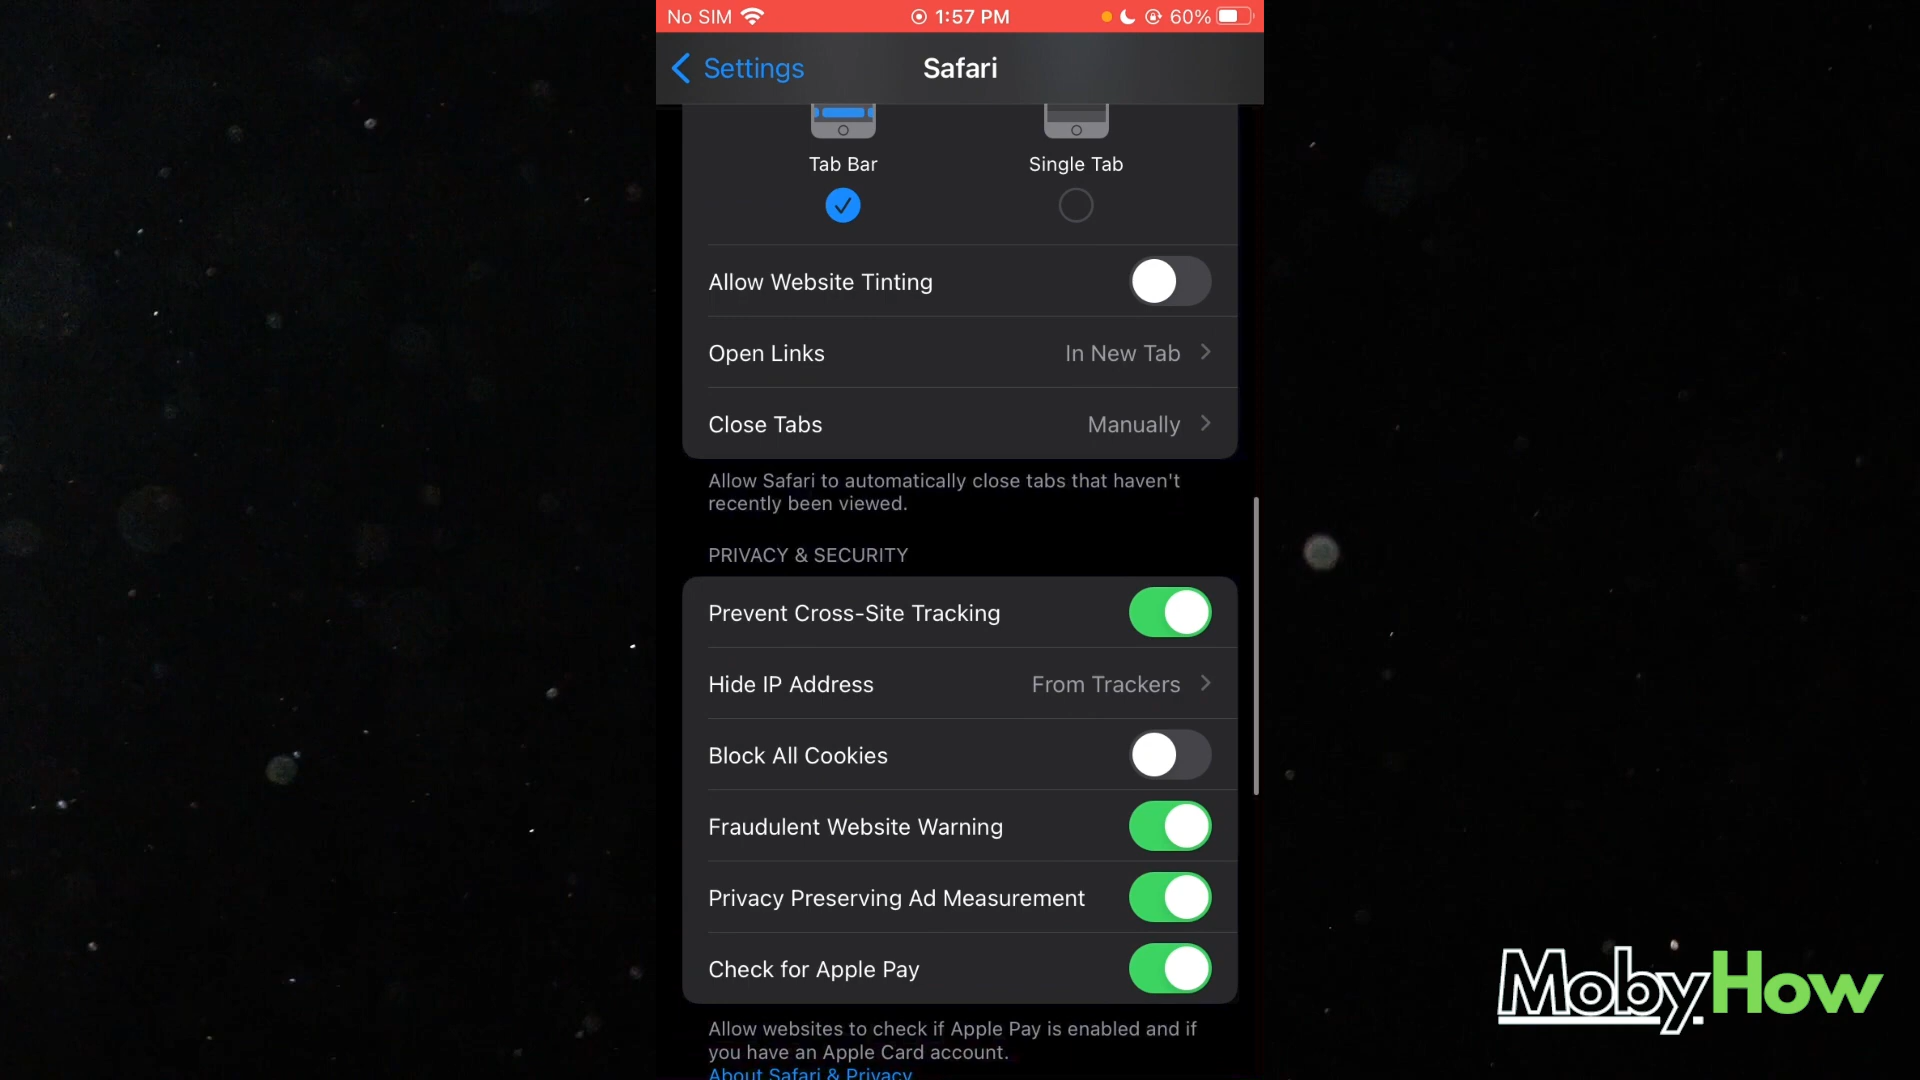 No SIM 1:57 PM 60%
Settings Safari
Tab Bar Single Tab
Allow Website Tinting
Open Links In New Tab
Close Tabs Manually
Allow Safari to automatically close tabs that haven't
recently been viewed.
PRIVACY & SECURITY
Prevent Cross-Site Tracking
Hide IP Address From Trackers
Block All Cookies
Fraudulent Website Warning
Privacy Preserving Ad Measurement
Check for Apple Pay
Allow websites to check if Apple Pay is enabled and if
you have an Apple Card account.
About Safari & Privacy
MobyHow